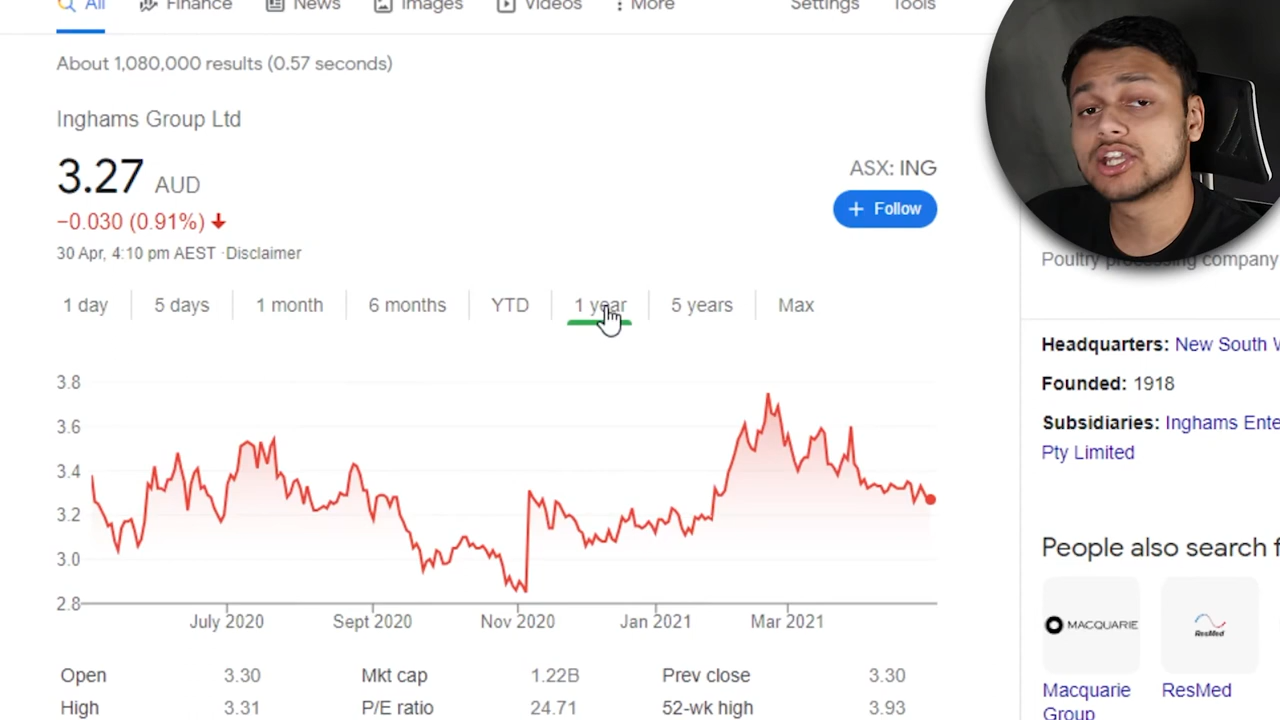 All Finance News Images Videos More Settings Tools
About 1,080,000 results (0.57 seconds)
Inghams Group Ltd
3.27 AUD
ASX: ING
−0.030 (0.91%)
+ Follow
30 Apr, 4:10 pm AEST · Disclaimer
1 day 5 days 1 month 6 months YTD 1 year 5 years Max
3.8
3.6
3.4
3.2
3.0
2.8
July 2020 Sept 2020 Nov 2020 Jan 2021 Mar 2021
Open 3.30 Mkt cap 1.22B Prev close 3.30
High 3.31 P/E ratio 24.71 52-wk high 3.93
Poultry processing company
Headquarters: New South W
Founded: 1918
Subsidiaries: Inghams Ente
Pty Limited
People also search f
MACQUARIE
ResMed
Macquarie
Group
ResMed